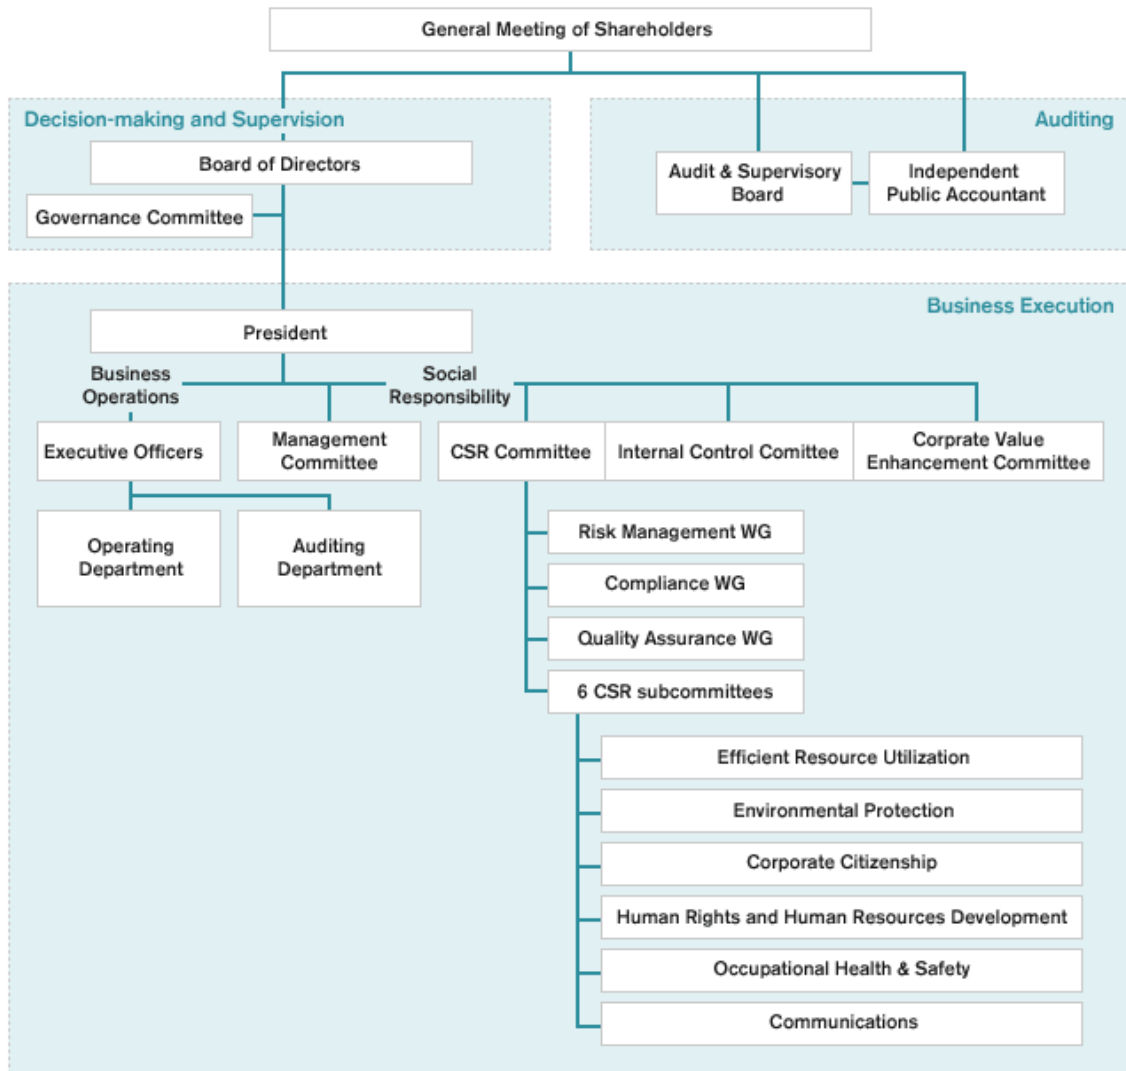 General Meeting of Shareholders
Decision-making and Supervision
Auditing
Board of Directors
Governance Committee
Audit & Supervisory
Board
Independent
Public Accountant
Business Execution
President
Business
Operations
Social
Responsibility
Executive Officers
Management
Committee
CSR Committee
Internal Control Comittee
Corprate Value
Enhancement Committee
Operating
Department
Auditing
Department
Risk Management WG
Compliance WG
Quality Assurance WG
6 CSR subcommittees
Efficient Resource Utilization
Environmental Protection
Corporate Citizenship
Human Rights and Human Resources Development
Occupational Health & Safety
Communications